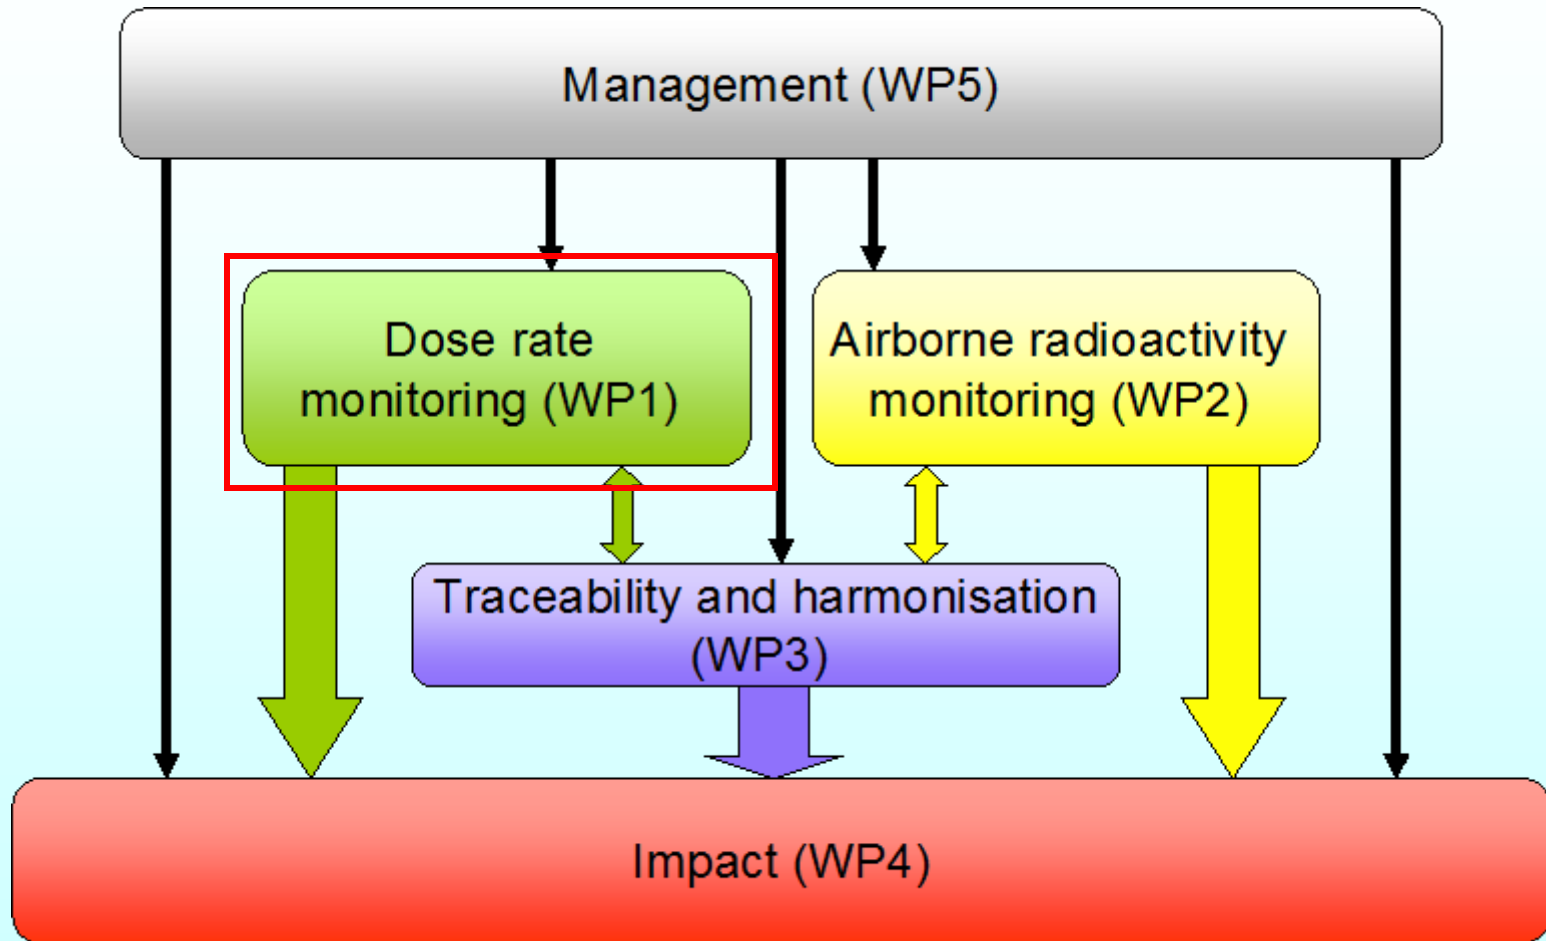 Management (WP5)
Dose rate
monitoring (WP1)
Airborne radioactivity
monitoring (WP2)
Traceability and harmonisation
(WP3)
Impact (WP4)